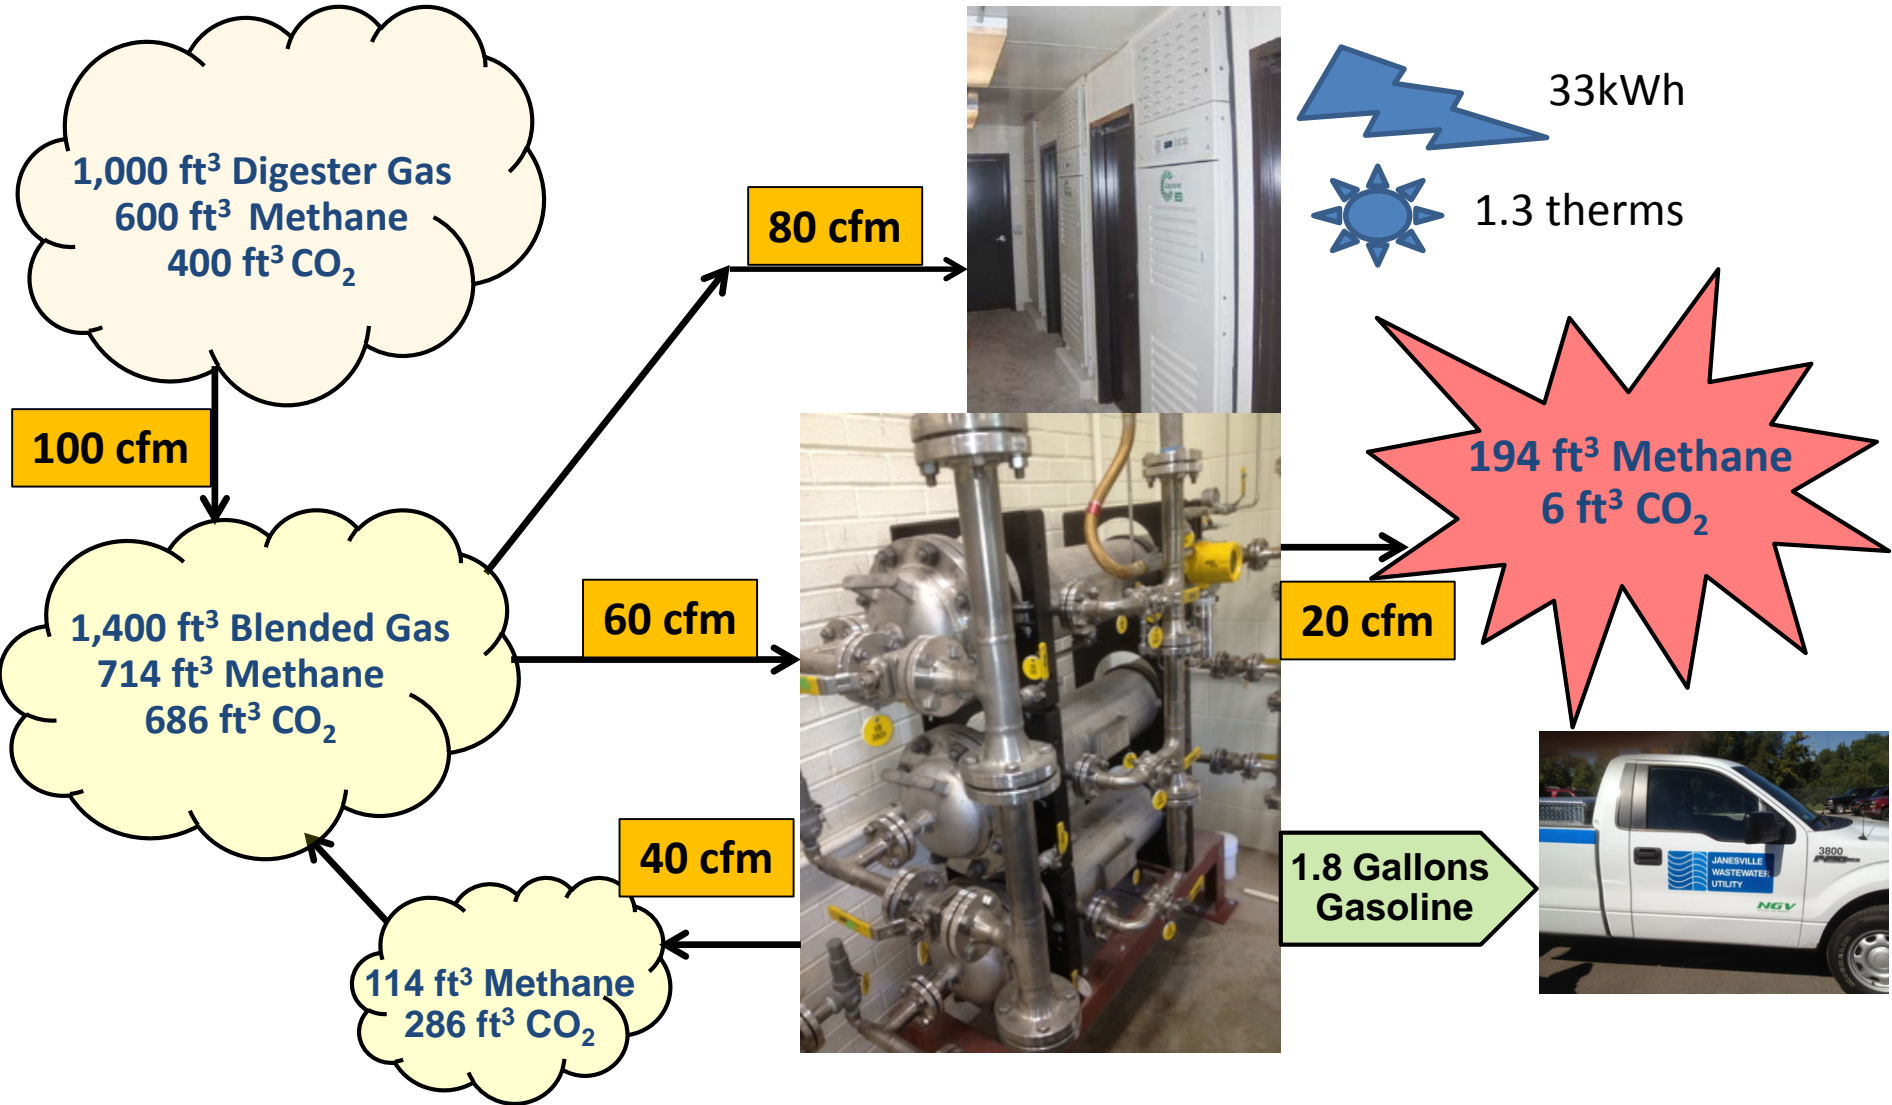 1,000 ft³ Digester Gas
600 ft³ Methane
400 ft³ CO₂
100 cfm
1,400 ft³ Blended Gas
714 ft³ Methane
686 ft³ CO₂
80 cfm
60 cfm
40 cfm
114 ft³ Methane
286 ft³ CO₂
33kWh
1.3 therms
194 ft³ Methane
6 ft³ CO₂
20 cfm
1.8 Gallons
Gasoline
JANESVILLE
WASTEWATER
UTILITY
3800
NGV